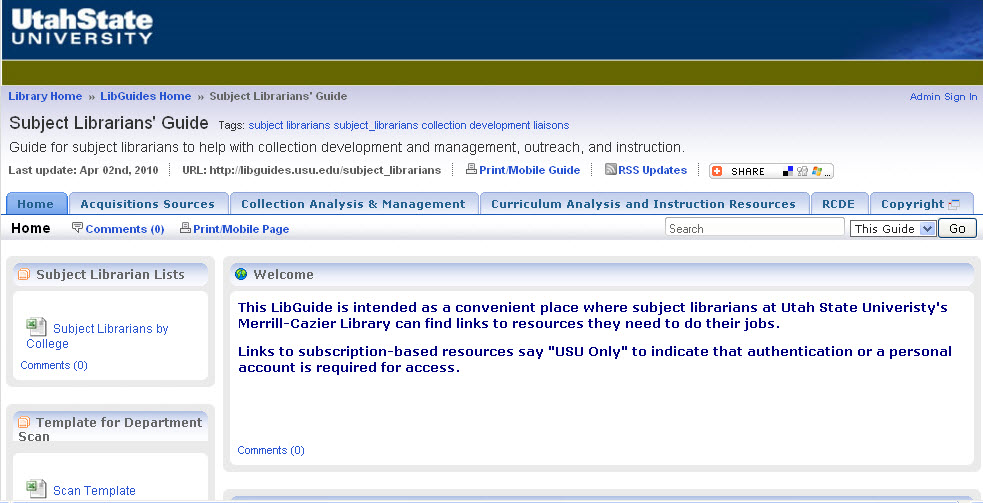 UtahState
UNIVERSITY
Library Home » LibGuides Home » Subject Librarians' Guide
Admin Sign In
Subject Librarians' Guide Tags: subject librarians subject_librarians collection development liaisons
Guide for subject librarians to help with collection development and management, outreach, and instruction.
Last update: Apr 02nd, 2010 URL: http://libguides.usu.edu/subject_librarians Print/Mobile Guide RSS Updates SHARE ...
Home Acquisitions Sources Collection Analysis & Management Curriculum Analysis and Instruction Resources RCDE Copyright
Home Comments (0) Print/Mobile Page Search This Guide Go
Subject Librarian Lists
Subject Librarians by
College
Comments (0)
Template for Department
Scan
Scan Template
Welcome
This LibGuide is intended as a convenient place where subject librarians at Utah State Univeristy's
Merrill-Cazier Library can find links to resources they need to do their jobs.
Links to subscription-based resources say "USU Only" to indicate that authentication or a personal
account is required for access.
Comments (0)